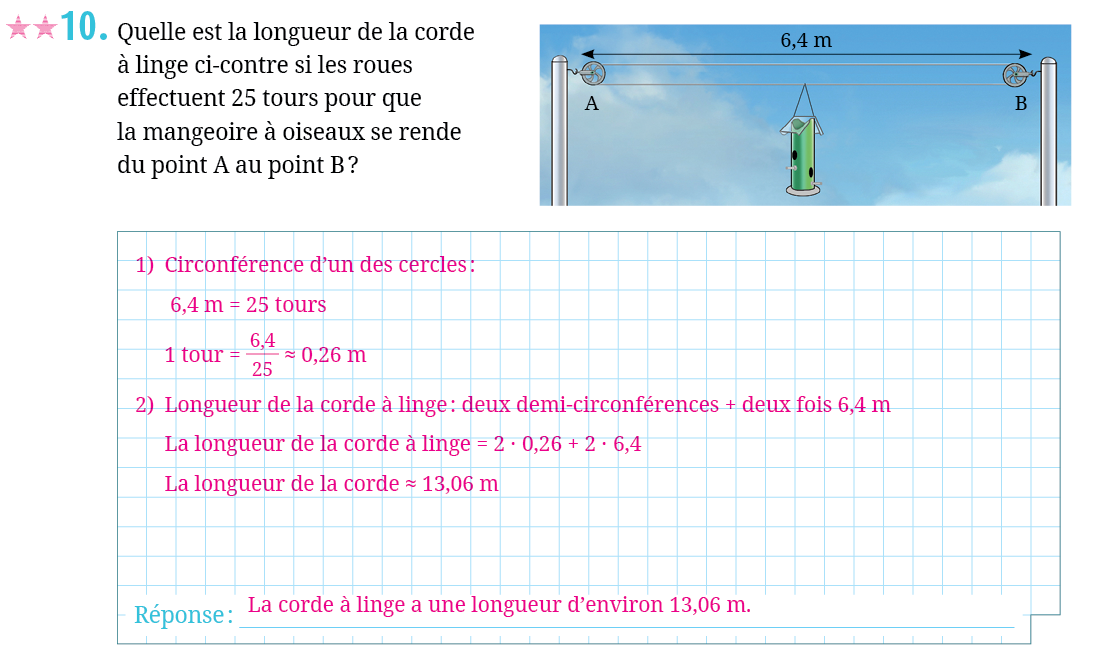 10. Quelle est la longueur de la corde
à linge ci-contre si les roues
effectuent 25 tours pour que
la mangeoire à oiseaux se rende
du point A au point B ?
6,4 m
A B
1) Circonférence d’un des cercles :
6,4 m = 25 tours
1 tour = 6,4/25 ≈ 0,26 m
2) Longueur de la corde à linge : deux demi-circonférences + deux fois 6,4 m
La longueur de la corde à linge = 2 · 0,26 + 2 · 6,4
La longueur de la corde ≈ 13,06 m
Réponse : La corde à linge a une longueur d’environ 13,06 m.